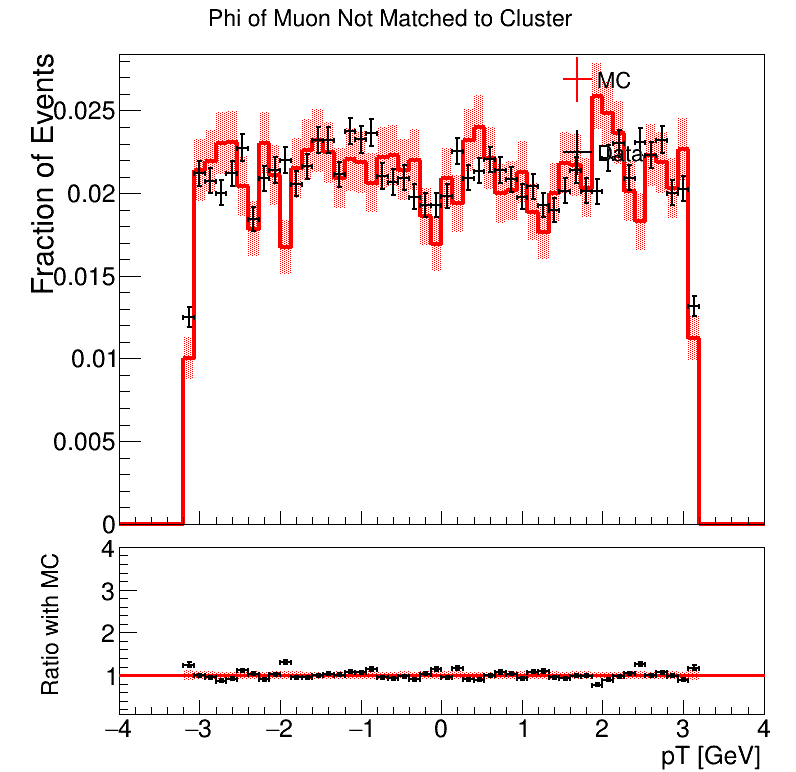 Phi of Muon Not Matched to Cluster
Fraction of Events
0.025
0.02
0.015
0.01
0.005
0
MC
Data
Ratio with MC
4
3
2
1
−4 −3 −2 −1 0 1 2 3 4
pT [GeV]